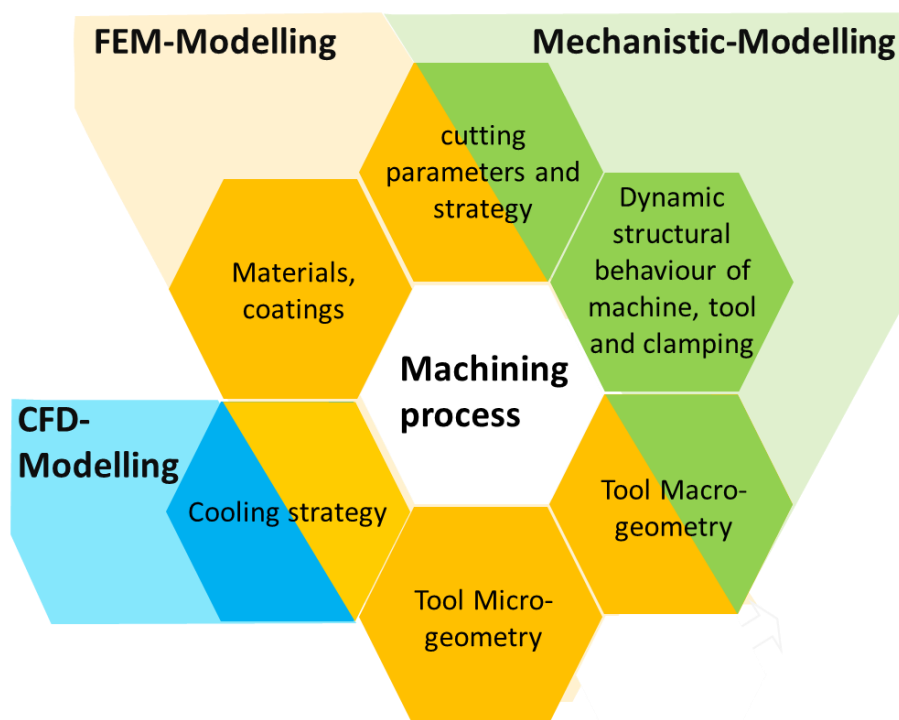 FEM-Modelling
Mechanistic-Modelling
cutting
parameters and
strategy
Dynamic
structural
behaviour of
machine, tool
and clamping
Materials,
coatings
Machining
process
CFD-
Modelling
Cooling strategy
Tool Macro-
geometry
Tool Micro-
geometry